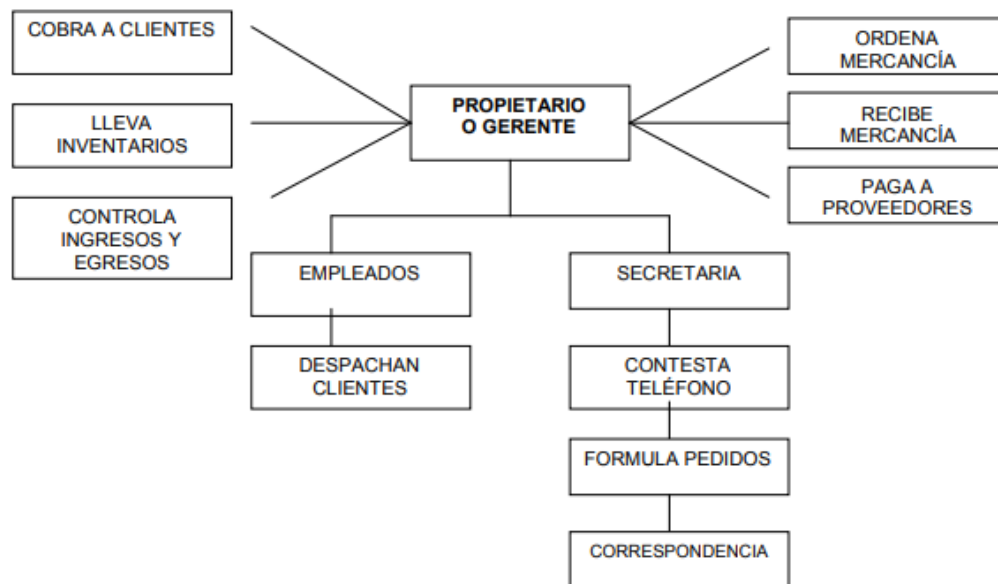 COBRA A CLIENTES
LLEVA
INVENTARIOS
CONTROLA
INGRESOS Y
EGRESOS
PROPIETARIO
O GERENTE
ORDENA
MERCANCÍA
RECIBE
MERCANCÍA
PAGA A
PROVEEDORES
EMPLEADOS
DESPACHAN
CLIENTES
SECRETARIA
CONTESTA
TELÉFONO
FORMULA PEDIDOS
CORRESPONDENCIA